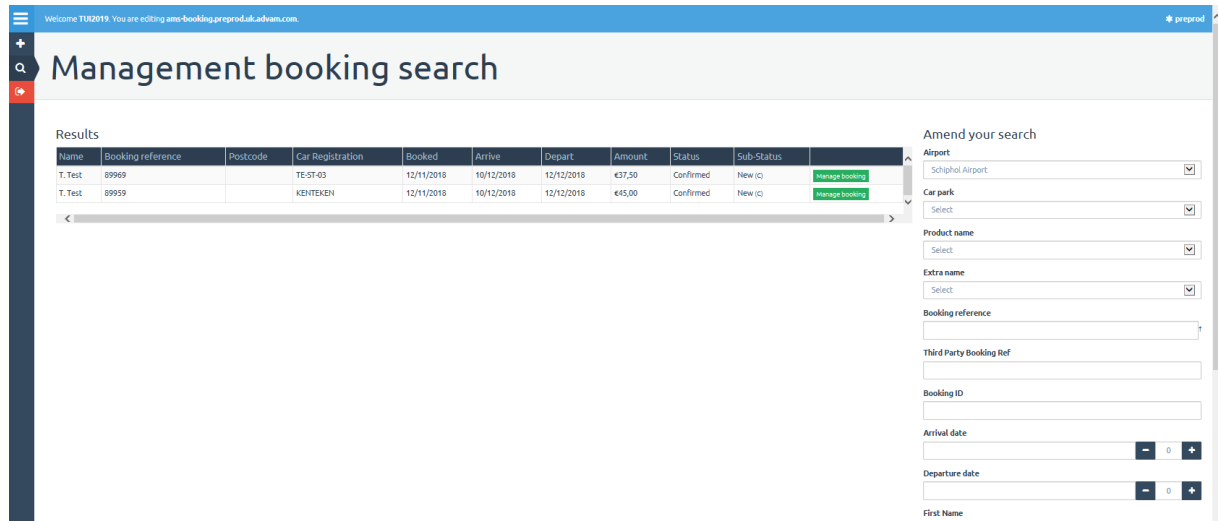 Welcome TUI2019. You are editing ams-booking.preprod.uk.advam.com.
preprod
Management booking search
Results
Name Booking reference Postcode Car Registration Booked Arrive Depart Amount Status Sub-Status
T. Test 89969 TE-ST-03 12/11/2018 10/12/2018 12/12/2018 €37,50 Confirmed New (C) Manage booking
T. Test 89959 KENTEKEN 12/11/2018 10/12/2018 12/12/2018 €45,00 Confirmed New (C) Manage booking
Amend your search
Airport
Schiphol Airport
Car park
Select
Product name
Select
Extra name
Select
Booking reference
†
Third Party Booking Ref
Booking ID
Arrival date
0
Departure date
0
First Name